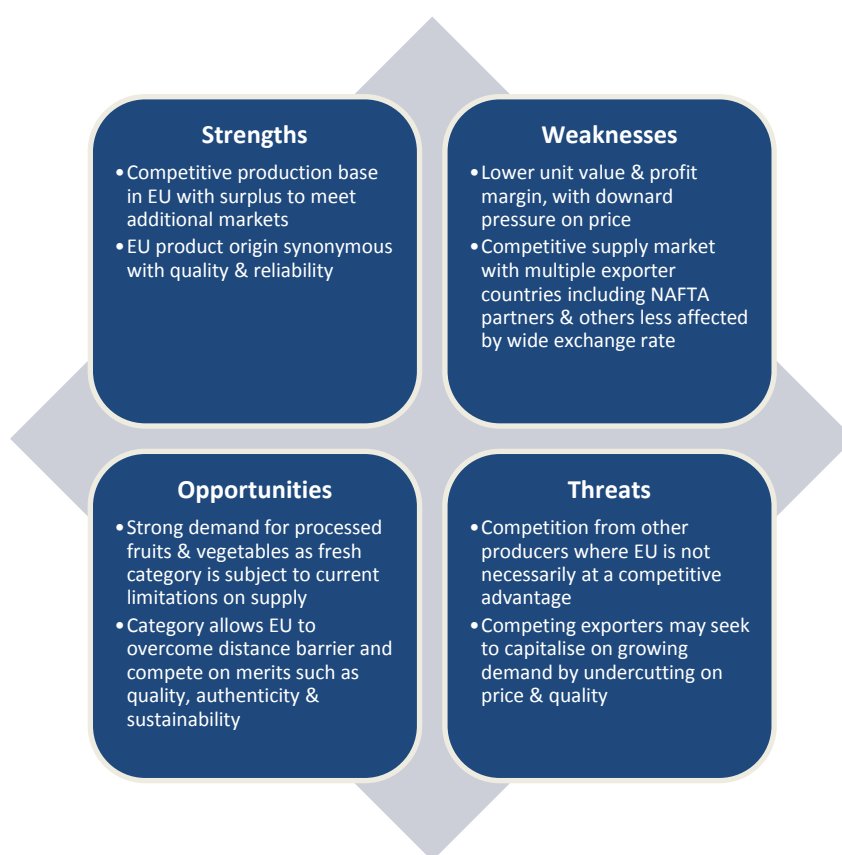 Strengths
•Competitive production base
in EU with surplus to meet
additional markets
•EU product origin synonymous
with quality & reliability
Weaknesses
•Lower unit value & profit
margin, with downard
pressure on price
•Competitive supply market
with multiple exporter
countries including NAFTA
partners & others less affected
by wide exchange rate
Opportunities
•Strong demand for processed
fruits & vegetables as fresh
category is subject to current
limitations on supply
•Category allows EU to
overcome distance barrier and
compete on merits such as
quality, authenticity &
sustainability
Threats
•Competition from other
producers where EU is not
necessarily at a competitive
advantage
•Competing exporters may seek
to capitalise on growing
demand by undercutting on
price & quality